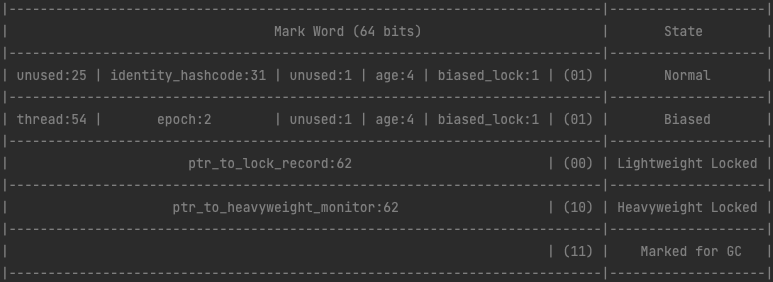 |---------------------------------------------------------------------------|--------------------|
|                                  Mark Word (64 bits)                      |       State        |
|---------------------------------------------------------------------------|--------------------|
| unused:25 | identity_hashcode:31 | unused:1 | age:4 | biased_lock:1 | (01) |       Normal       |
|---------------------------------------------------------------------------|--------------------|
| thread:54 |       epoch:2        | unused:1 | age:4 | biased_lock:1 | (01) |       Biased       |
|---------------------------------------------------------------------------|--------------------|
|                       ptr_to_lock_record:62                        | (00) | Lightweight Locked |
|---------------------------------------------------------------------------|--------------------|
|                     ptr_to_heavyweight_monitor:62                  | (10) | Heavyweight Locked |
|---------------------------------------------------------------------------|--------------------|
|                                                                    | (11) |    Marked for GC   |
|---------------------------------------------------------------------------|--------------------|